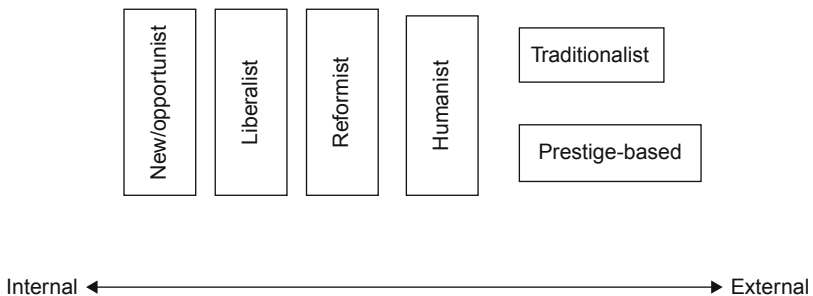 New/opportunist
Liberalist
Reformist
Humanist
Traditionalist
Prestige-based
Internal
External